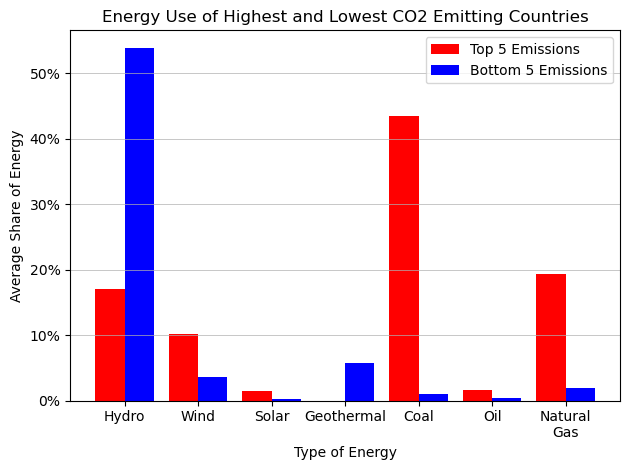 Energy Use of Highest and Lowest CO2 Emitting Countries
Top 5 Emissions
Bottom 5 Emissions
50%
40%
30%
20%
10%
0%
Average Share of Energy
Hydro
Wind
Solar
Geothermal
Coal
Oil
Natural
Gas
Type of Energy